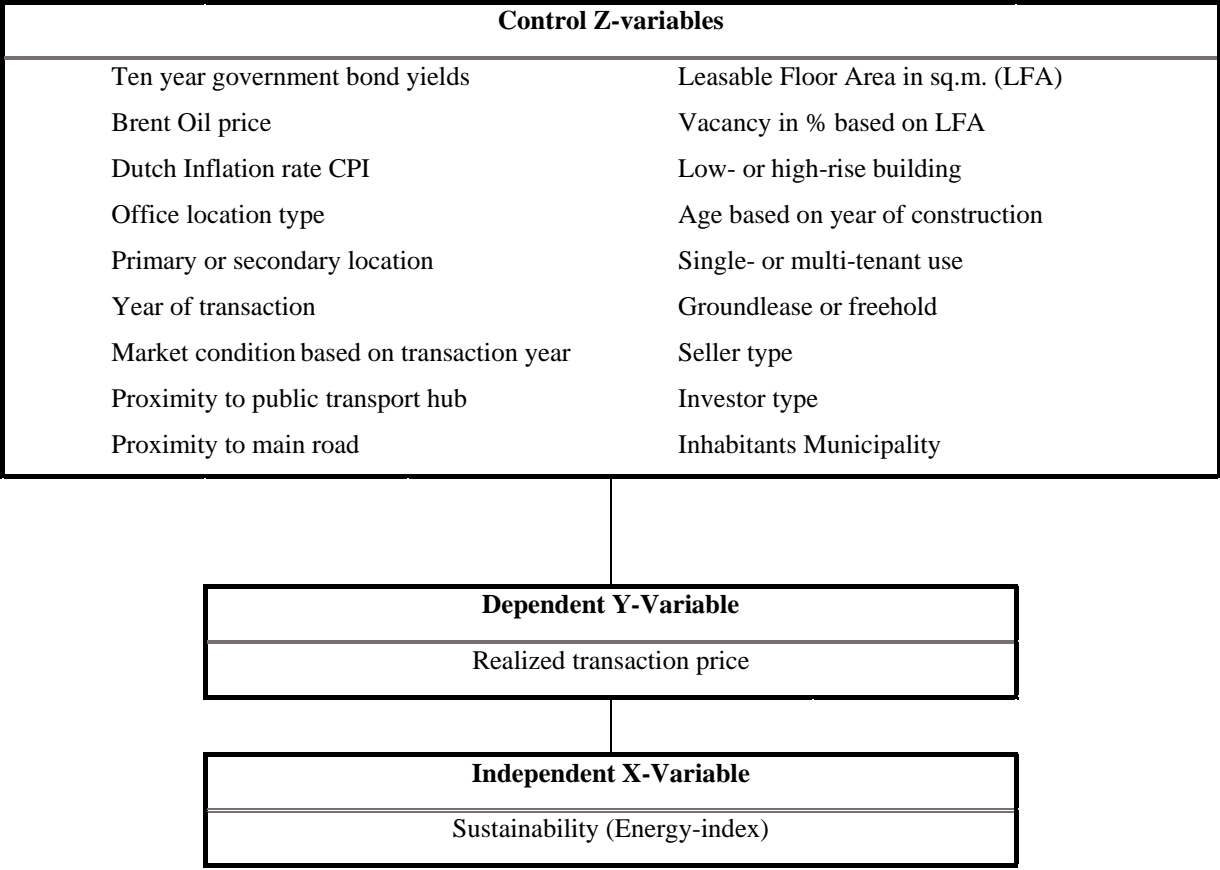 Control Z-variables
Ten year government bond yields
Brent Oil price
Dutch Inflation rate CPI
Office location type
Primary or secondary location
Year of transaction
Market condition based on transaction year
Proximity to public transport hub
Proximity to main road
Leasable Floor Area in sq.m. (LFA)
Vacancy in % based on LFA
Low- or high-rise building
Age based on year of construction
Single- or multi-tenant use
Groundlease or freehold
Seller type
Investor type
Inhabitants Municipality
Dependent Y-Variable
Realized transaction price
Independent X-Variable
Sustainability (Energy-index)